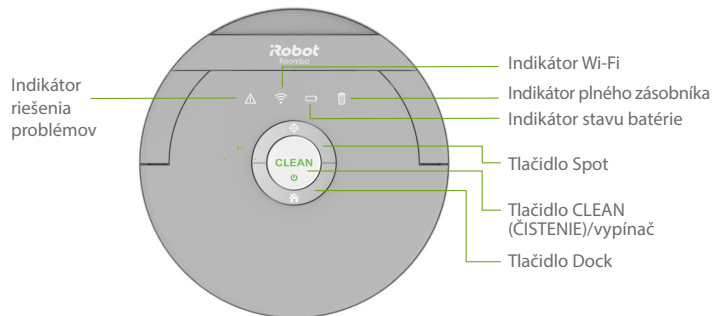 iRobot
Roomba
Indikátor
riešenia
problémov
Indikátor Wi-Fi
Indikátor plného zásobníka
Indikátor stavu batérie
CLEAN
Tlačidlo Spot
Tlačidlo CLEAN
(ČISTENIE)/vypínač
Tlačidlo Dock